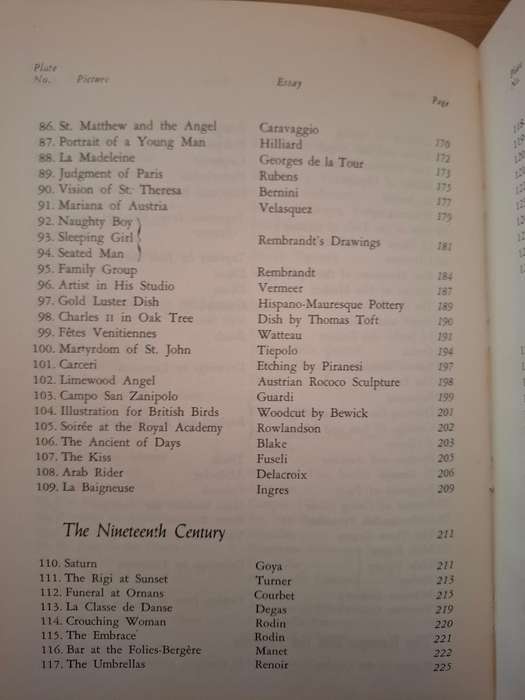 Plate
No. Picture Essay Page
86. St. Matthew and the Angel Caravaggio 170
87. Portrait of a Young Man Hilliard 172
88. La Madeleine Georges de la Tour 173
89. Judgment of Paris Rubens 175
90. Vision of St. Theresa Bernini 177
91. Mariana of Austria Velasquez 179
92. Naughty Boy
93. Sleeping Girl Rembrandt's Drawings 181
94. Seated Man
95. Family Group Rembrandt 184
96. Artist in His Studio Vermeer 187
97. Gold Luster Dish Hispano-Mauresque Pottery 189
98. Charles II in Oak Tree Dish by Thomas Toft 190
99. Fêtes Venitiennes Watteau 191
100. Martyrdom of St. John Tiepolo 194
101. Carceri Etching by Piranesi 197
102. Limewood Angel Austrian Rococo Sculpture 198
103. Campo San Zanipolo Guardi 199
104. Illustration for British Birds Woodcut by Bewick 201
105. Soirée at the Royal Academy Rowlandson 202
106. The Ancient of Days Blake 203
107. The Kiss Fuseli 205
108. Arab Rider Delacroix 206
109. La Baigneuse Ingres 209
The Nineteenth Century 211
110. Saturn Goya 211
111. The Rigi at Sunset Turner 213
112. Funeral at Ornans Courbet 215
113. La Classe de Danse Degas 219
114. Crouching Woman Rodin 220
115. The Embrace Rodin 221
116. Bar at the Folies-Bergère Manet 222
117. The Umbrellas Renoir 225